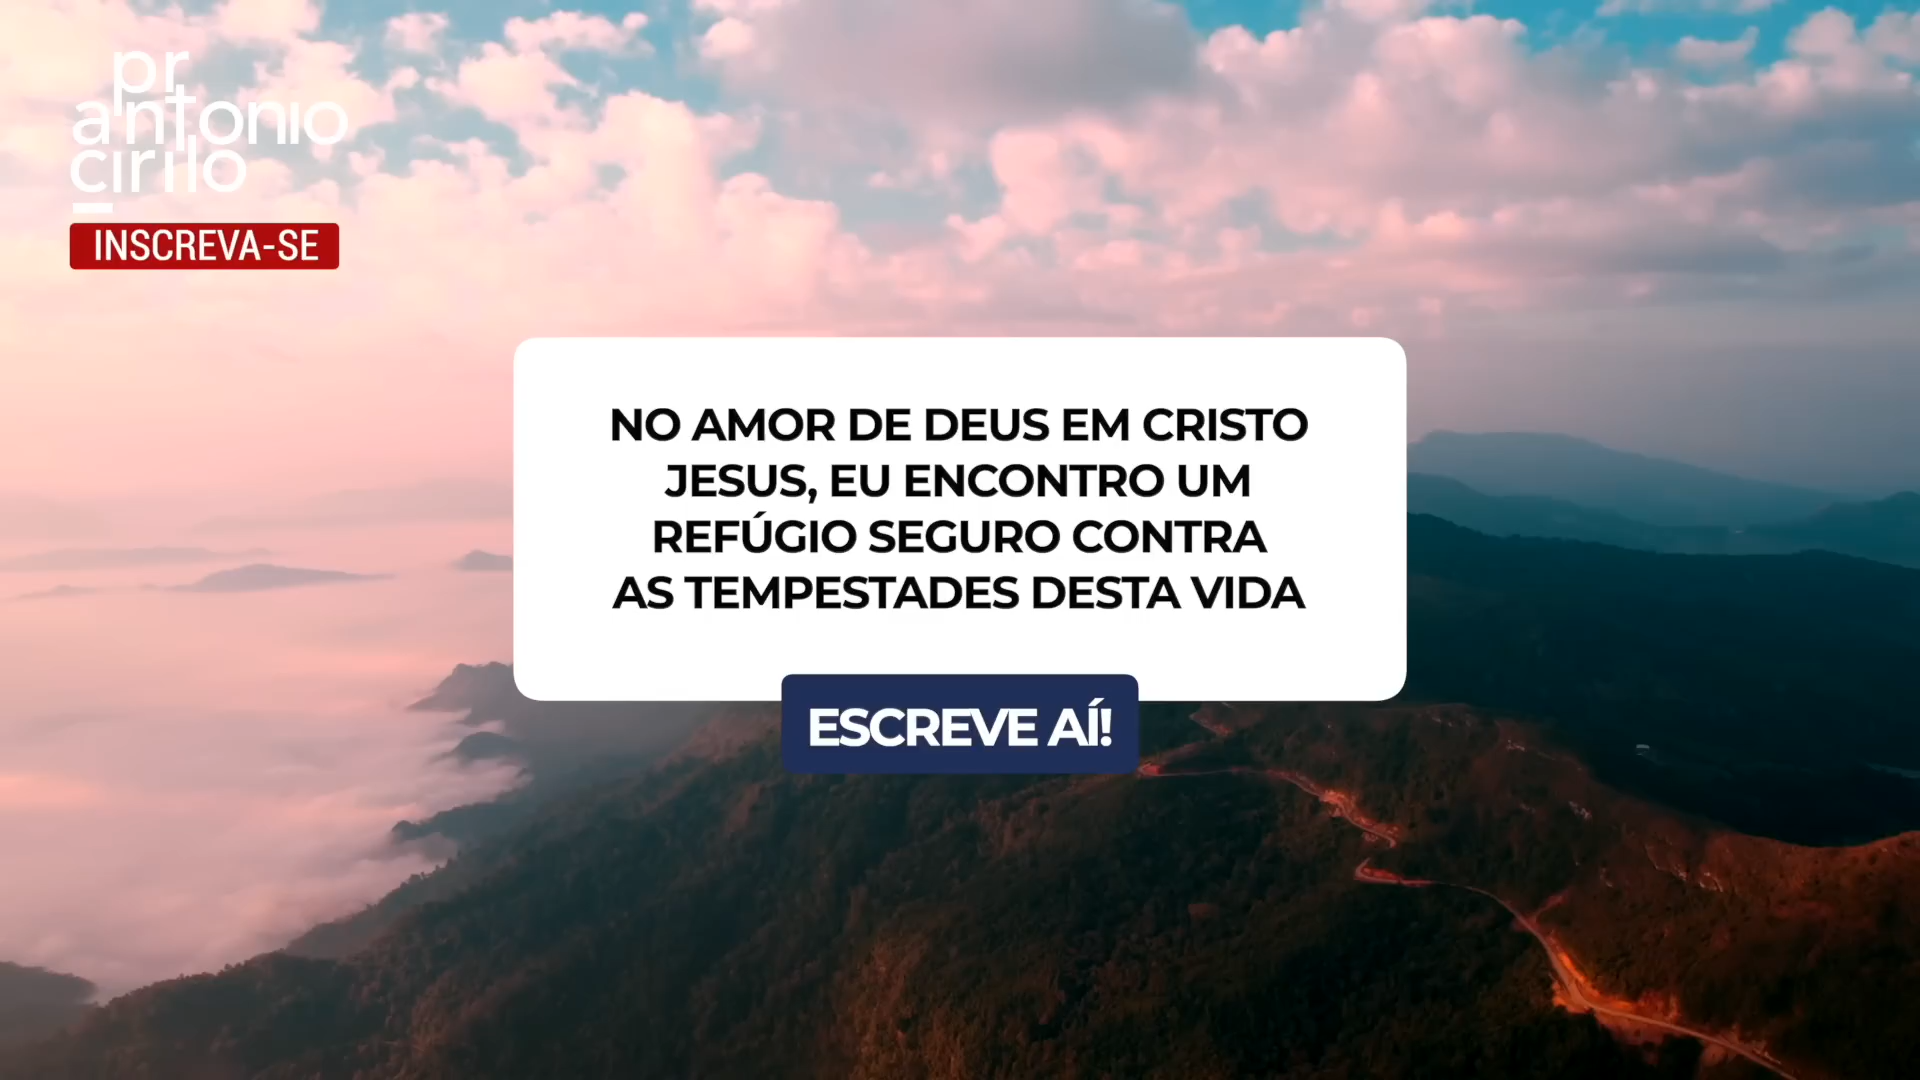 pr
antonio
cirilo
INSCREVA-SE
NO AMOR DE DEUS EM CRISTO
JESUS, EU ENCONTRO UM
REFÚGIO SEGURO CONTRA
AS TEMPESTADES DESTA VIDA
ESCREVE AÍ!